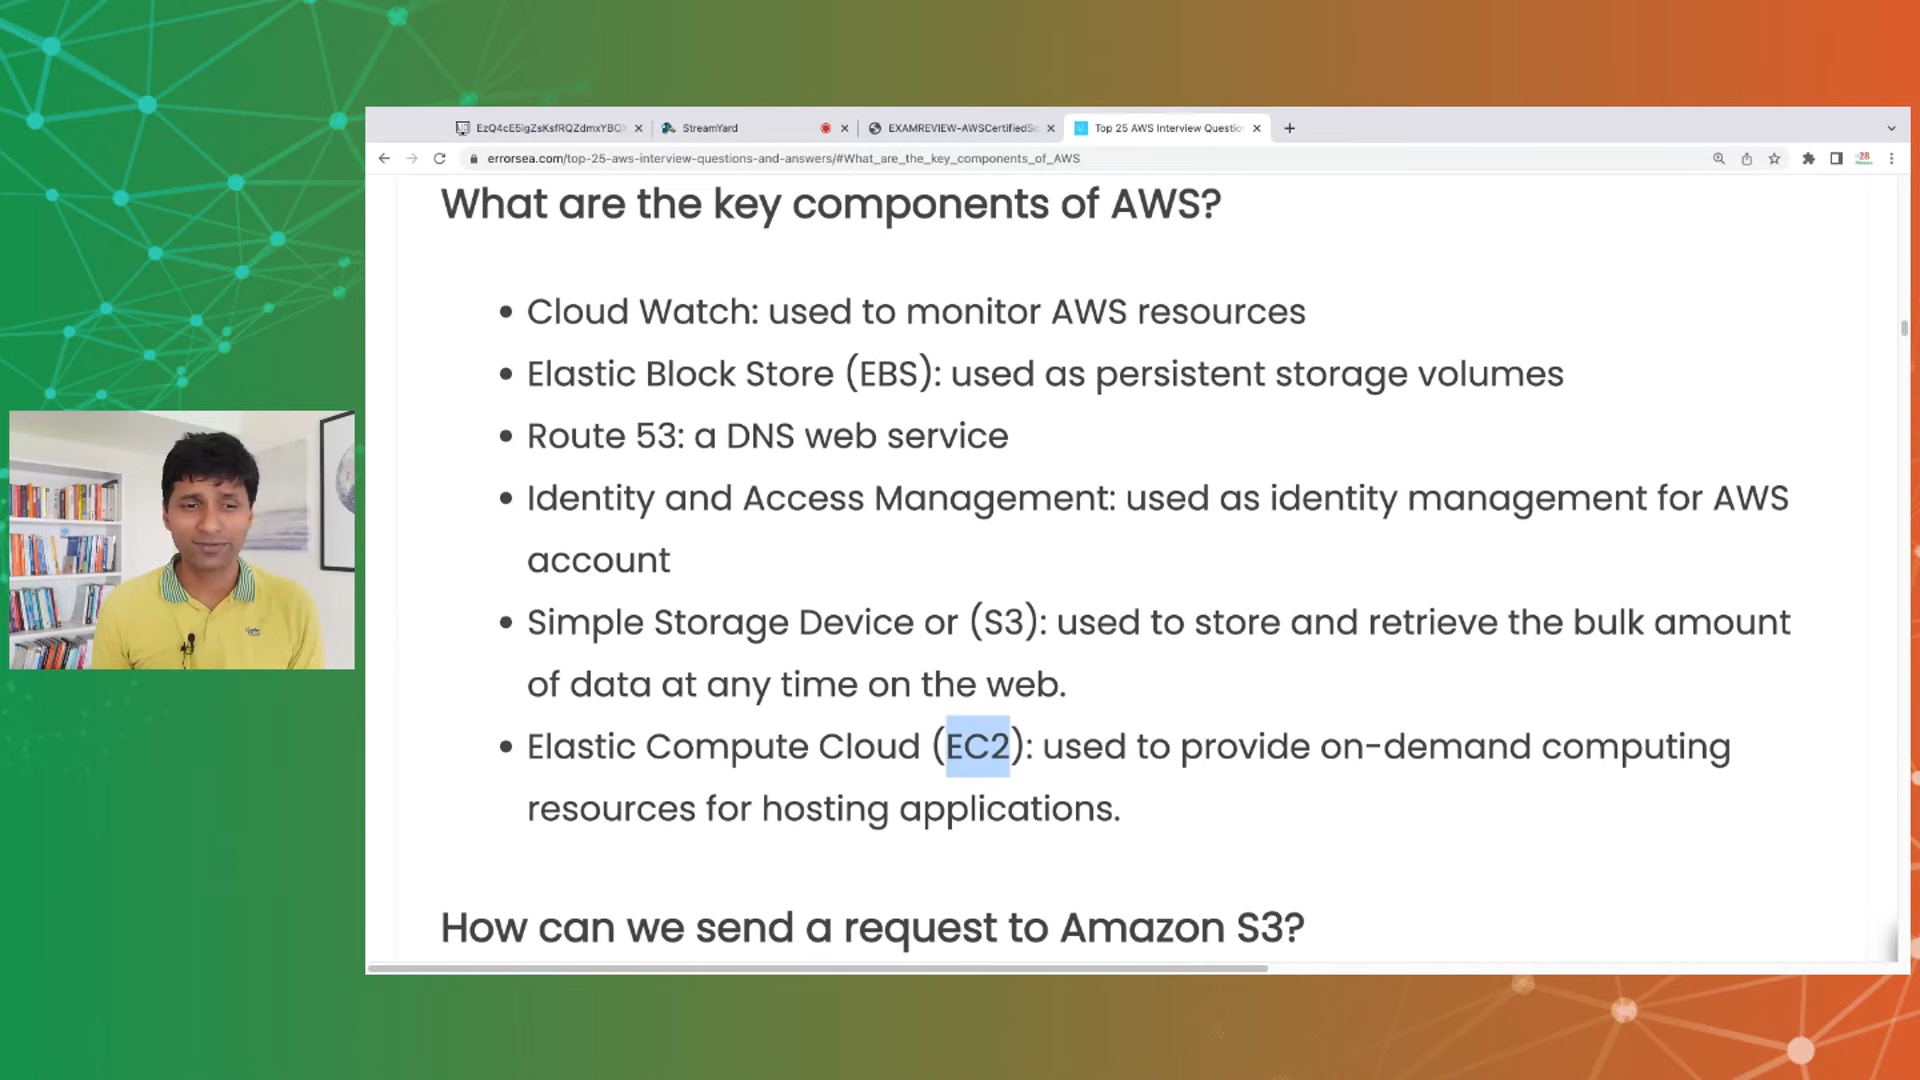 EzQ4cE5igZsKsfRQZdmxYBQ
StreamYard
EXAMREVIEW-AWSCertifiedSo
Top 25 AWS Interview Questio
errorsea.com/top-25-aws-interview-questions-and-answers/#What_are_the_key_components_of_AWS
What are the key components of AWS?
• Cloud Watch: used to monitor AWS resources
• Elastic Block Store (EBS): used as persistent storage volumes
• Route 53: a DNS web service
• Identity and Access Management: used as identity management for AWS
account
• Simple Storage Device or (S3): used to store and retrieve the bulk amount
of data at any time on the web.
• Elastic Compute Cloud (EC2): used to provide on-demand computing
resources for hosting applications.
How can we send a request to Amazon S3?